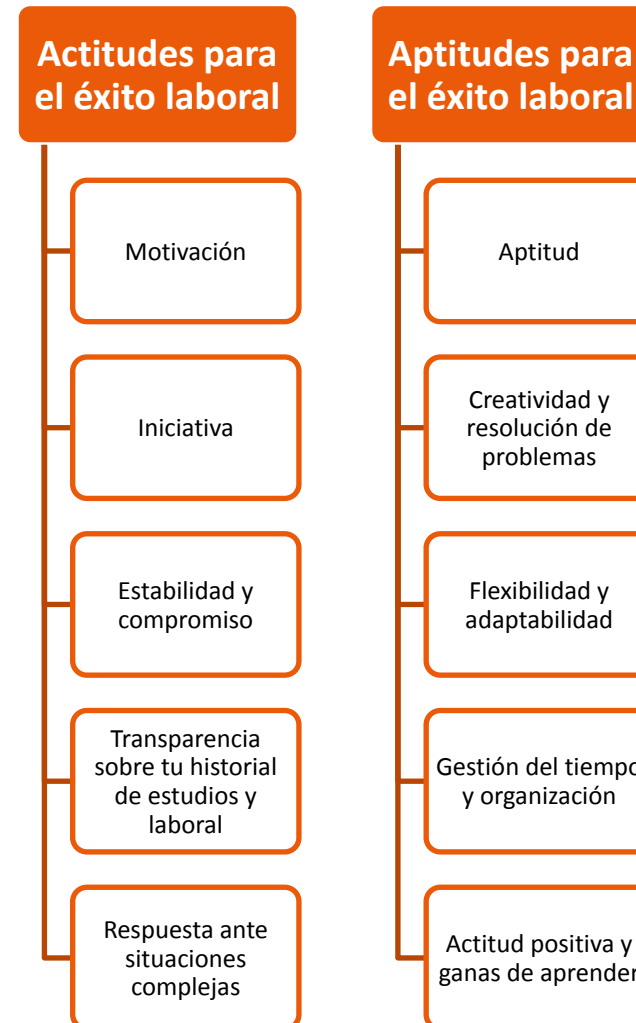 Actitudes para
el éxito laboral
Motivación
Iniciativa
Estabilidad y
compromiso
Transparencia
sobre tu historial
de estudios y
laboral
Respuesta ante
situaciones
complejas
Aptitudes para
el éxito laboral
Aptitud
Creatividad y
resolución de
problemas
Flexibilidad y
adaptabilidad
Gestión del tiempo
y organización
Actitud positiva y
ganas de aprender